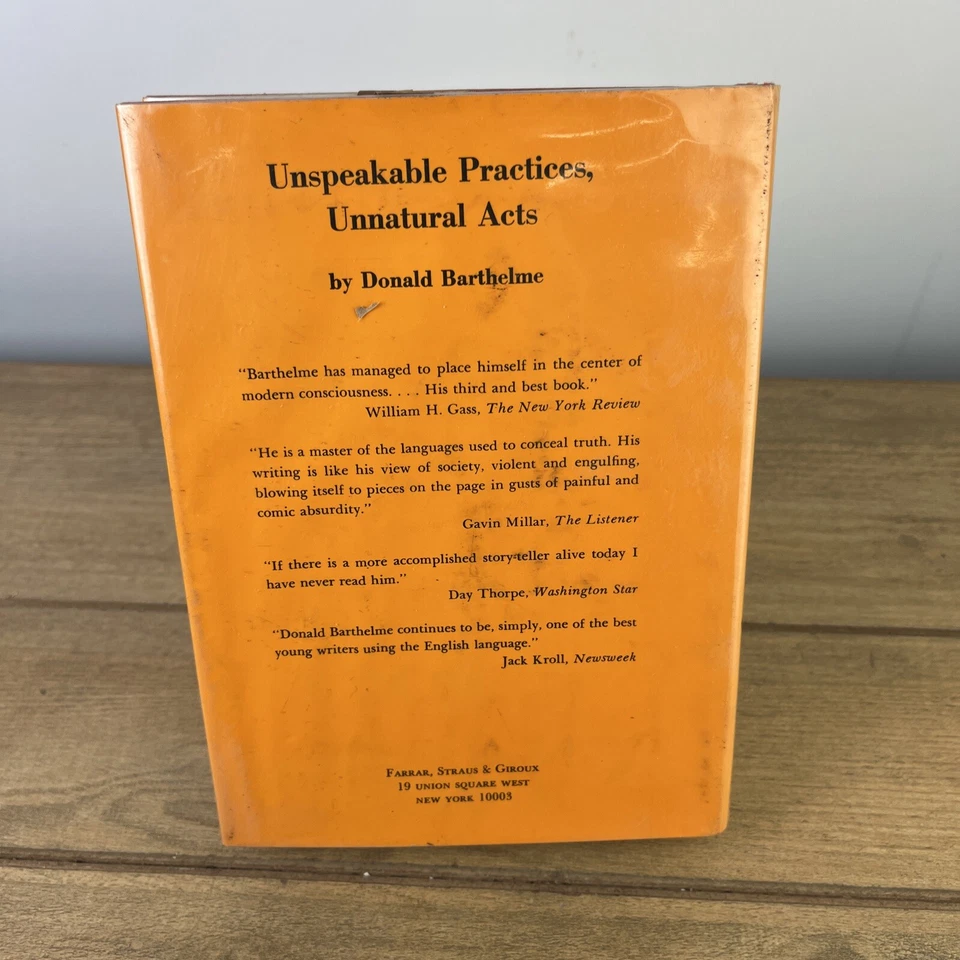 Unspeakable Practices,
Unnatural Acts
by Donald Barthelme
“Barthelme has managed to place himself in the center of
modern consciousness. . . . His third and best book.”
William H. Gass, The New York Review
“He is a master of the languages used to conceal truth. His
writing is like his view of society, violent and engulfing,
blowing itself to pieces on the page in gusts of painful and
comic absurdity.”
Gavin Millar, The Listener
“If there is a more accomplished story-teller alive today I
have never read him.”
Day Thorpe, Washington Star
“Donald Barthelme continues to be, simply, one of the best
young writers using the English language.”
Jack Kroll, Newsweek
FARRAR, STRAUS & GIROUX
19 UNION SQUARE WEST
NEW YORK 10003